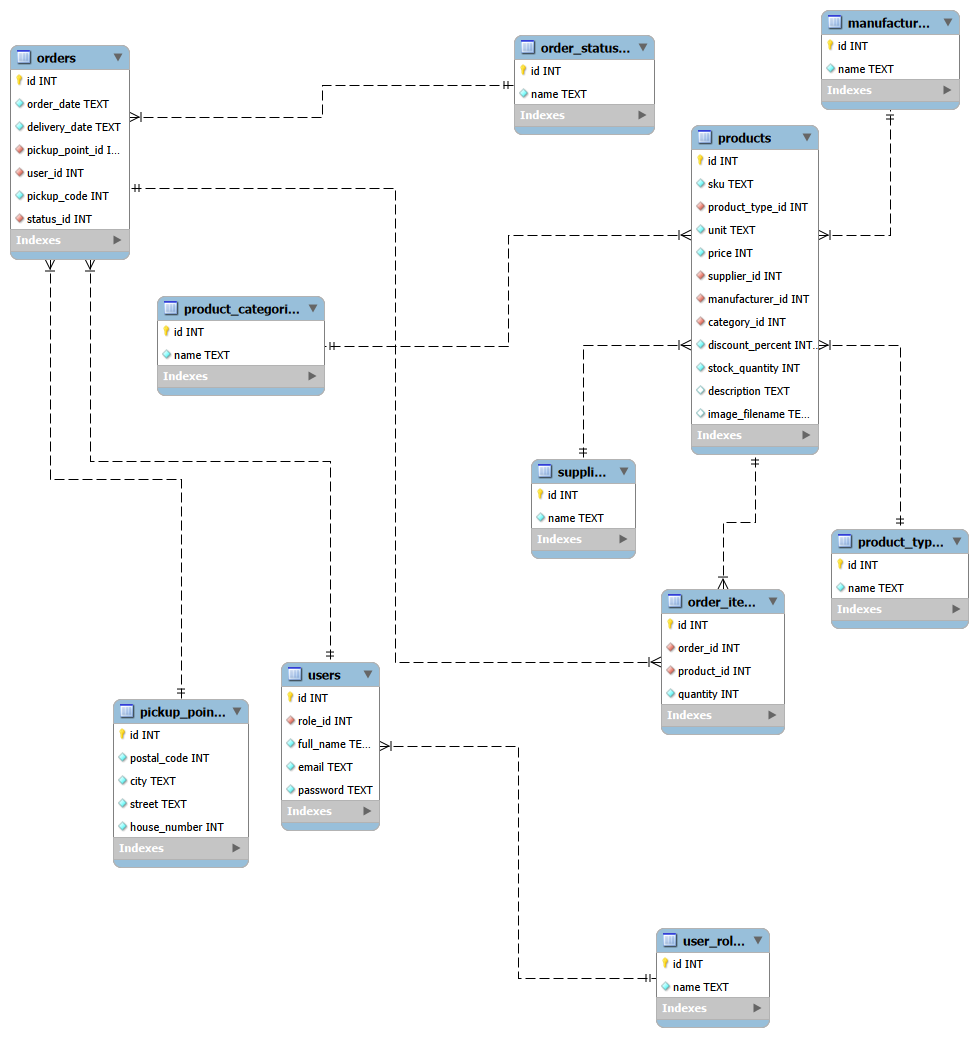 orders
id INT
order_date TEXT
delivery_date TEXT
pickup_point_id I...
user_id INT
pickup_code INT
status_id INT
Indexes
order_status...
id INT
name TEXT
Indexes
manufactur...
id INT
name TEXT
Indexes
products
id INT
sku TEXT
product_type_id INT
unit TEXT
price INT
supplier_id INT
manufacturer_id INT
category_id INT
discount_percent INT...
stock_quantity INT
description TEXT
image_filename TE...
Indexes
product_categori...
id INT
name TEXT
Indexes
suppli...
id INT
name TEXT
Indexes
product_typ...
id INT
name TEXT
Indexes
order_ite...
id INT
order_id INT
product_id INT
quantity INT
Indexes
users
id INT
role_id INT
full_name TE...
email TEXT
password TEXT
Indexes
pickup_poin...
id INT
postal_code INT
city TEXT
street TEXT
house_number INT
Indexes
user_rol...
id INT
name TEXT
Indexes